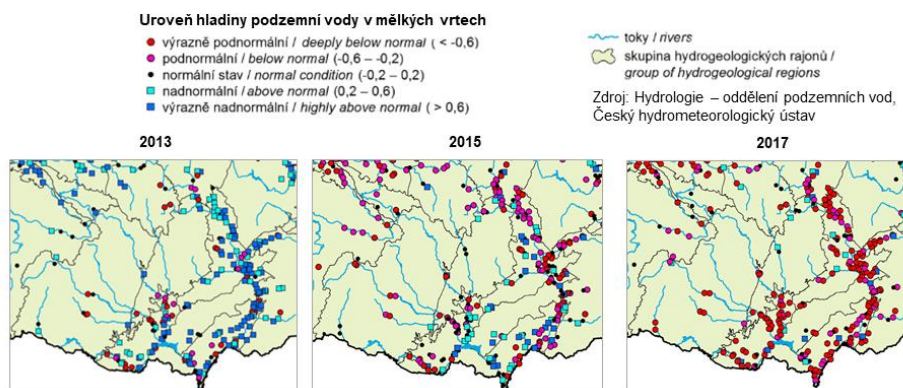 Uroveň hladiny podzemní vody v mělkých vrtech
výrazně podnormální / deeply below normal ( < -0,6)
podnormální / below normal (-0,6 – -0,2)
normální stav / normal condition (-0,2 – 0,2)
nadnormální / above normal (0,2 – 0,6)
výrazně nadnormální / highly above normal ( > 0,6)
toky / rivers
skupina hydrogeologických rajonů /
group of hydrogeological regions
Zdroj: Hydrologie – oddělení podzemních vod,
Český hydrometeorologický ústav
2013
2015
2017